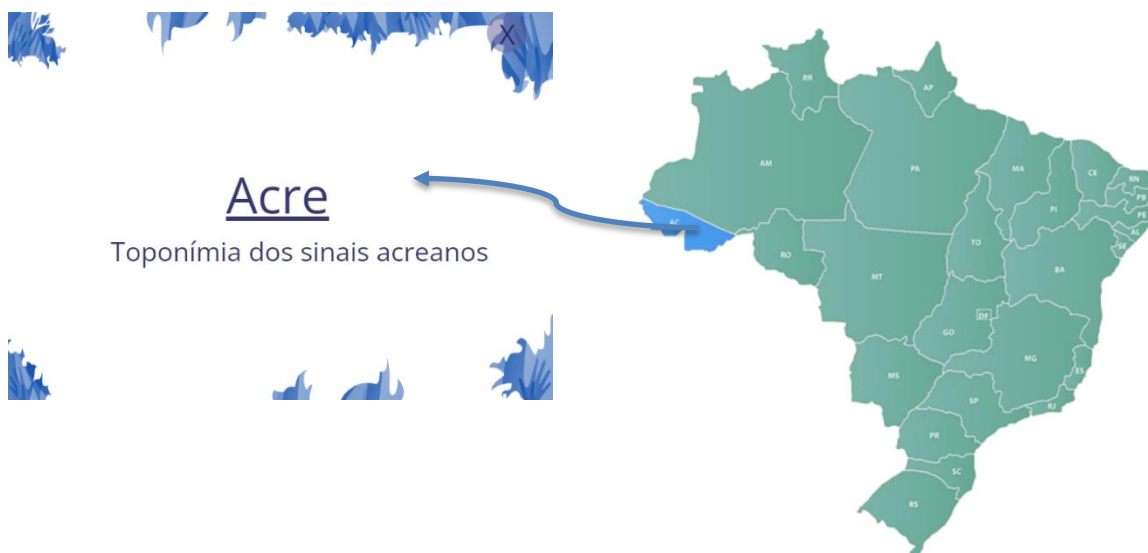 X
Acre
Toponímia dos sinais acreanos
RR
AP
AM
PA
MA
CE
RN
PB
PE
AL
SE
PI
AC
TO
RO
BA
MT
DF
GO
MG
MS
ES
SP
RJ
PR
SC
RS